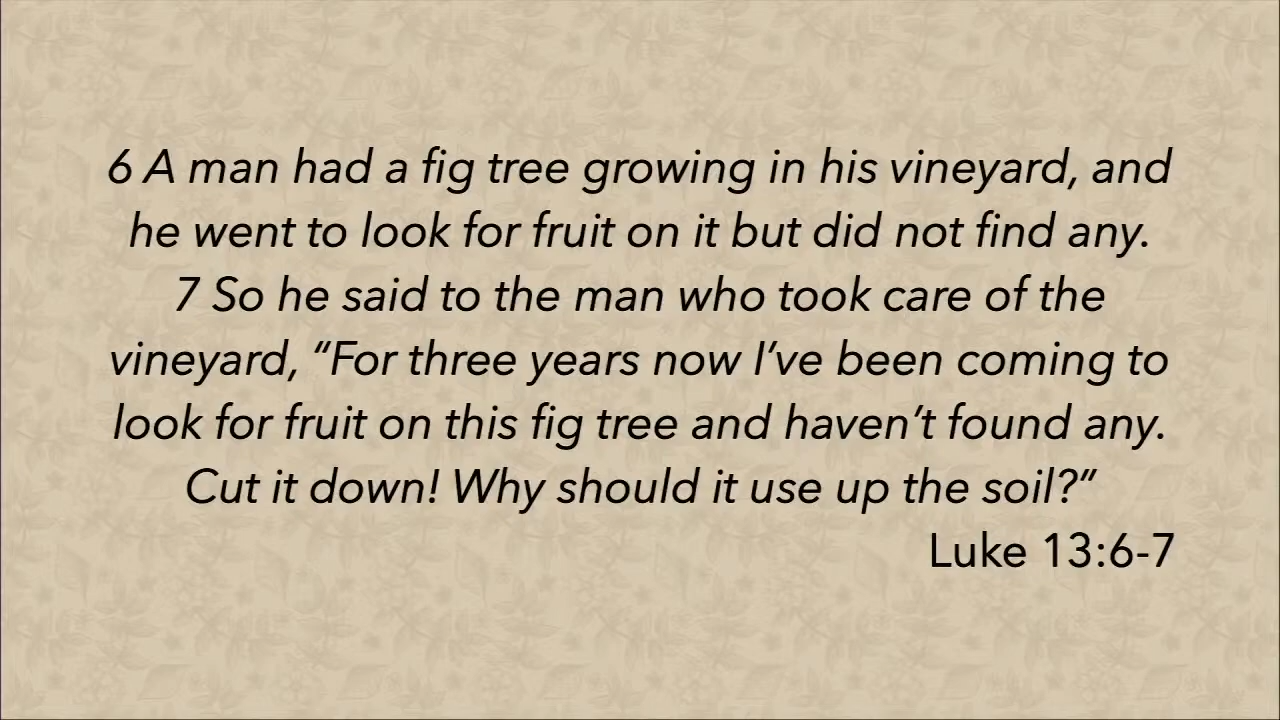 6 A man had a fig tree growing in his vineyard, and
he went to look for fruit on it but did not find any.
7 So he said to the man who took care of the
vineyard, “For three years now I’ve been coming to
look for fruit on this fig tree and haven’t found any.
Cut it down! Why should it use up the soil?”
Luke 13:6-7